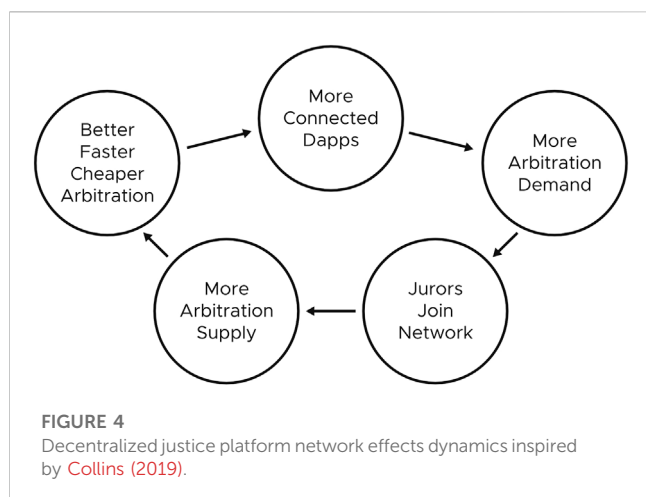 More
Connected
Dapps
Better
Faster
Cheaper
Arbitration
More
Arbitration
Demand
More
Arbitration
Supply
Jurors
Join
Network
FIGURE 4
Decentralized justice platform network effects dynamics inspired
by Collins (2019).